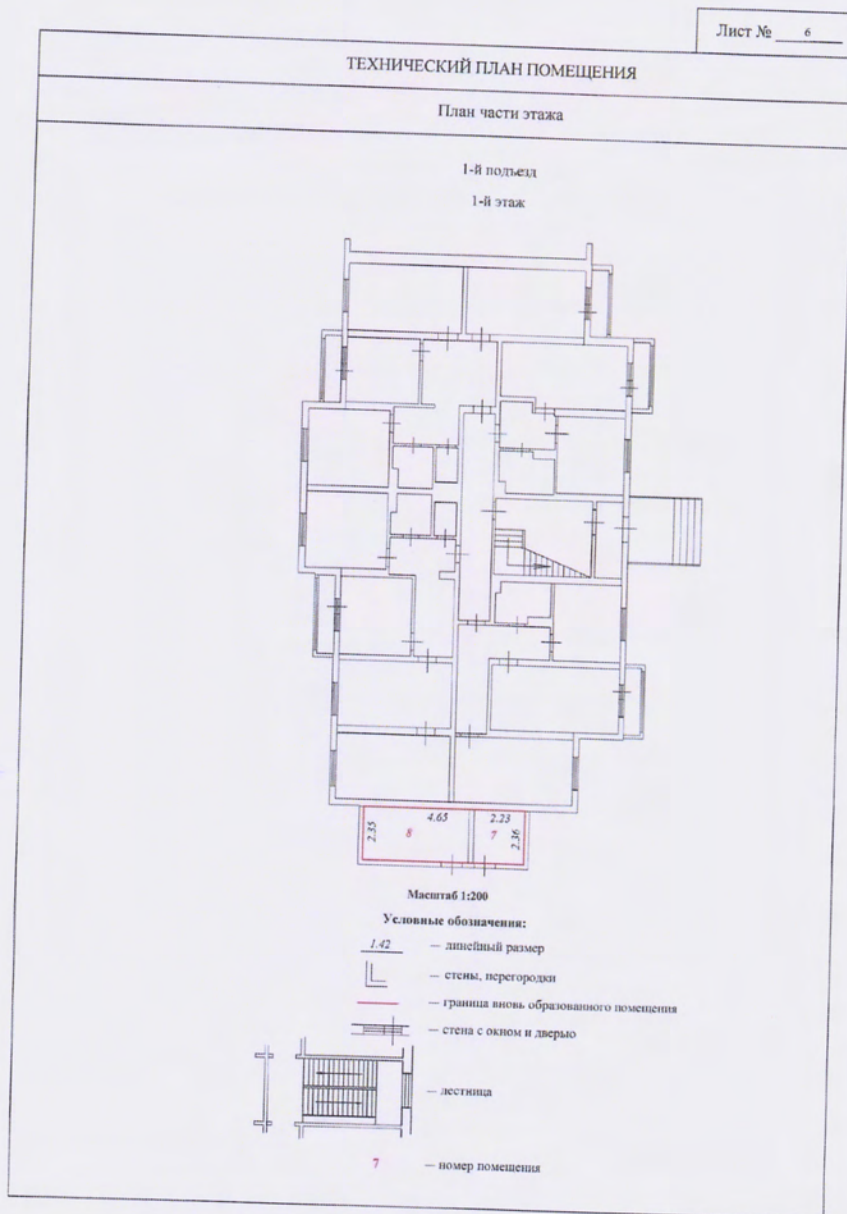 Лист № 6
ТЕХНИЧЕСКИЙ ПЛАН ПОМЕЩЕНИЯ
План части этажа
1-й подъезд
1-й этаж
4.65 2.23
2.35 8 7 2.36
Масштаб 1:200
Условные обозначения:
1.42 — линейный размер
— стены, перегородки
— граница вновь образованного помещения
— стена с окном и дверью
— лестница
7 — номер помещения